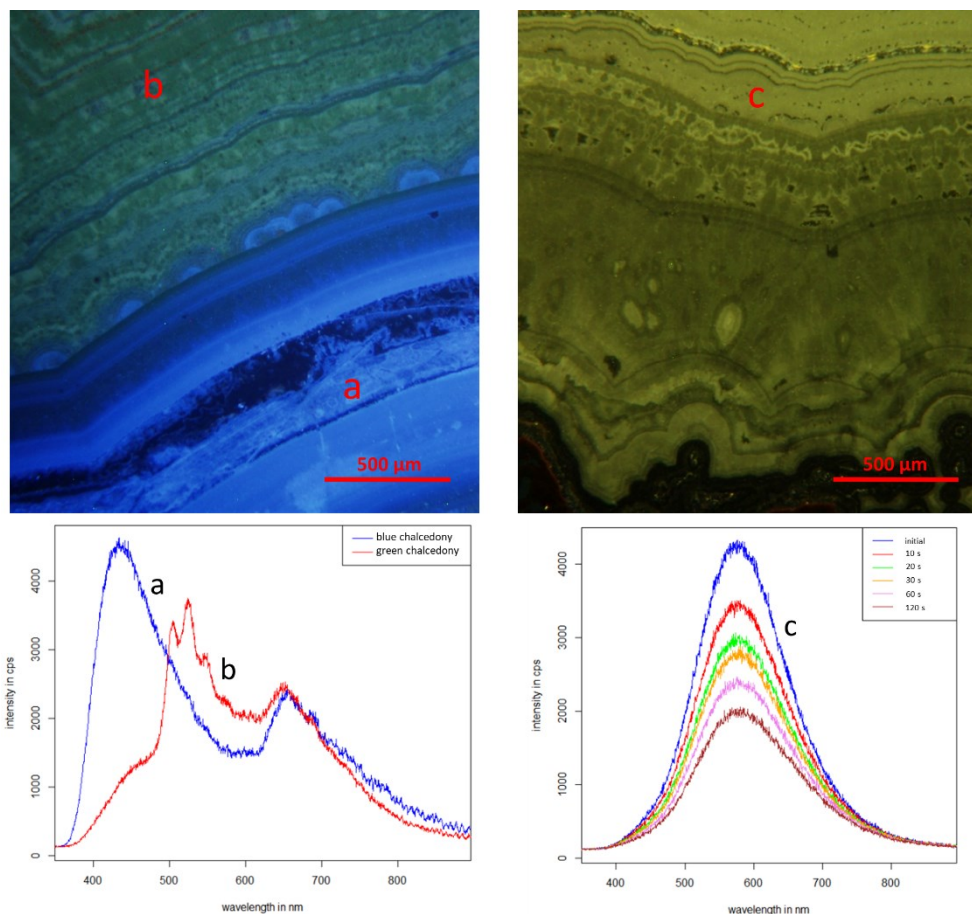 b
a
500 µm
c
500 µm
blue chalcedony
green chalcedony
a
b
4000
3000
2000
1000
0
intensity in cps
400
500
600
700
800
wavelength in nm
initial
10 s
20 s
30 s
60 s
120 s
c
4000
3000
2000
1000
0
intensity in cps
400
500
600
700
800
wavelength in nm